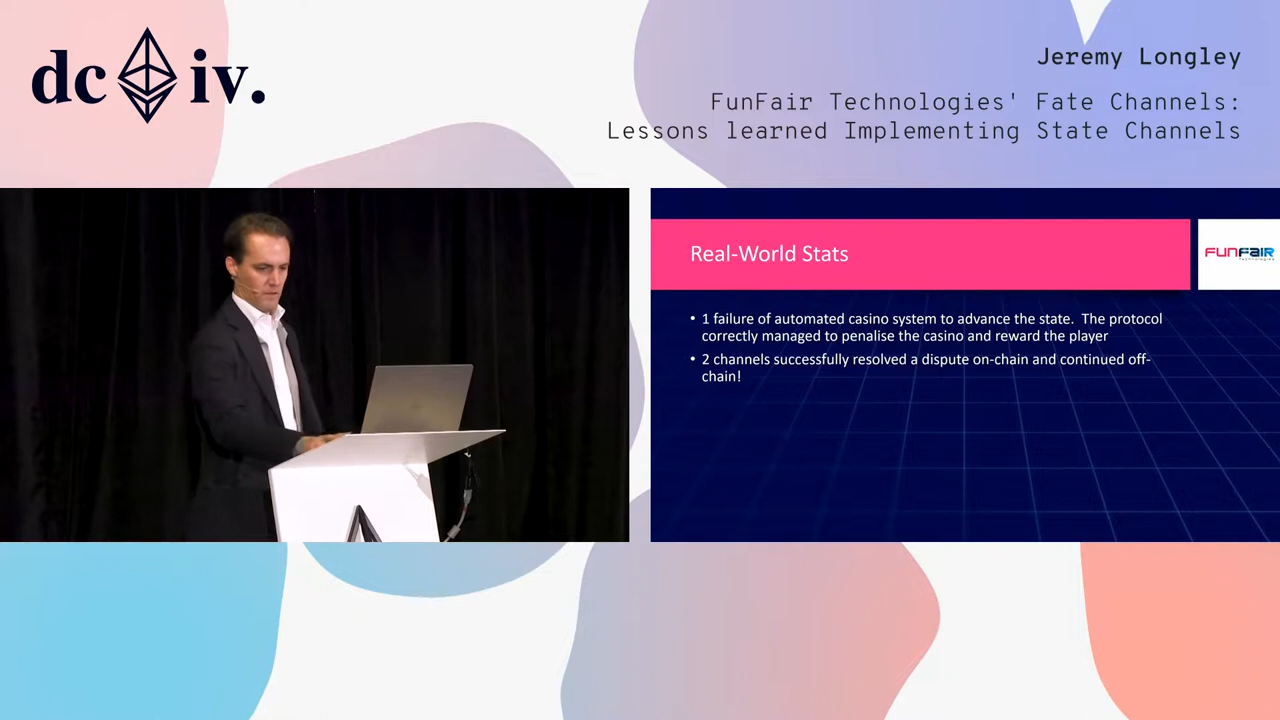 dc iv.
Jeremy Longley
FunFair Technologies' Fate Channels:
Lessons learned Implementing State Channels
Real-World Stats
FUNFAIR
Technologies
• 1 failure of automated casino system to advance the state. The protocol
correctly managed to penalise the casino and reward the player
• 2 channels successfully resolved a dispute on-chain and continued off-
chain!